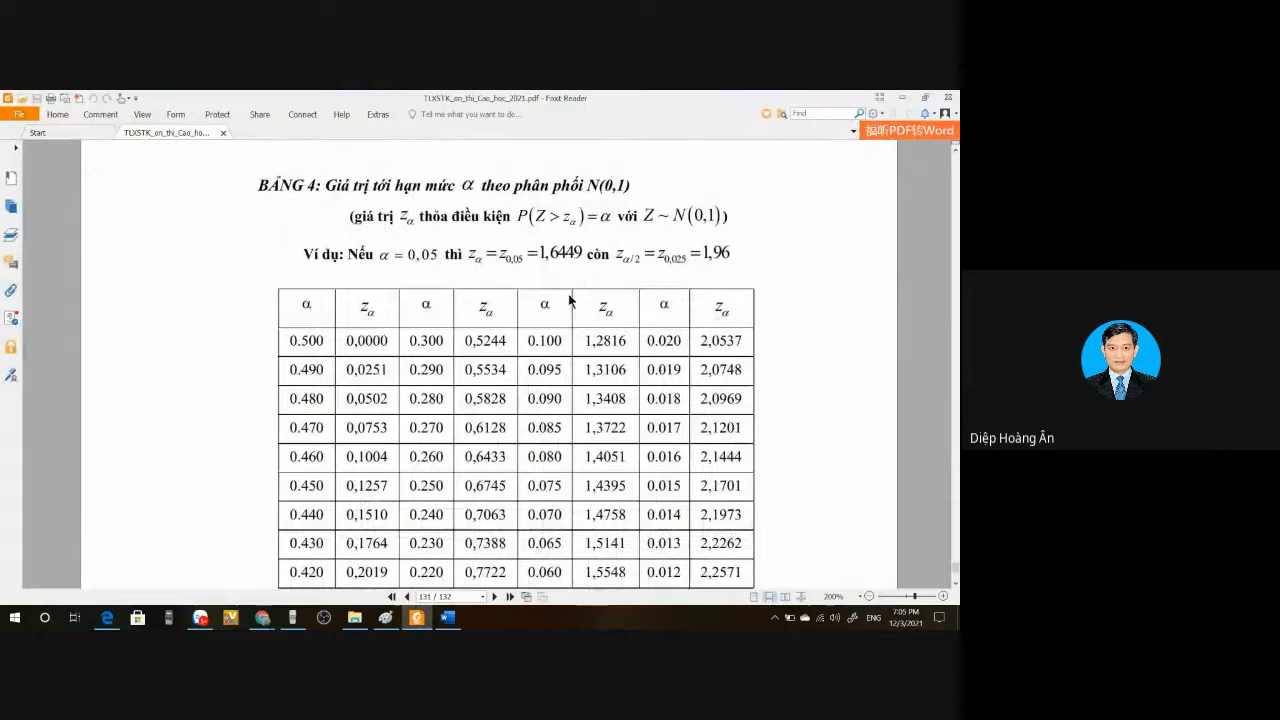 TLXSTK_on_thi_Cao_hoc_2021.pdf - Foxit Reader
File Home Comment View Form Protect Share Connect Help Extras Tell me what you want to do... Find
Start TLXSTK_on_thi_Cao_ho... 福昕PDF转Word
BẢNG 4: Giá trị tới hạn mức α theo phân phối N(0,1)
(giá trị zα thỏa điều kiện P(Z > zα) = α với Z ~ N(0,1))
Ví dụ: Nếu α = 0,05 thì zα = z0,05 = 1,6449 còn zα/2 = z0,025 = 1,96
α zα α zα α zα α zα
0.500 0,0000 0.300 0,5244 0.100 1,2816 0.020 2,0537
0.490 0,0251 0.290 0,5534 0.095 1,3106 0.019 2,0748
0.480 0,0502 0.280 0,5828 0.090 1,3408 0.018 2,0969
0.470 0,0753 0.270 0,6128 0.085 1,3722 0.017 2,1201
0.460 0,1004 0.260 0,6433 0.080 1,4051 0.016 2,1444
0.450 0,1257 0.250 0,6745 0.075 1,4395 0.015 2,1701
0.440 0,1510 0.240 0,7063 0.070 1,4758 0.014 2,1973
0.430 0,1764 0.230 0,7388 0.065 1,5141 0.013 2,2262
0.420 0,2019 0.220 0,7722 0.060 1,5548 0.012 2,2571
Diệp Hoàng Ân
131 / 132 200%
ENG 7:05 PM
12/3/2021